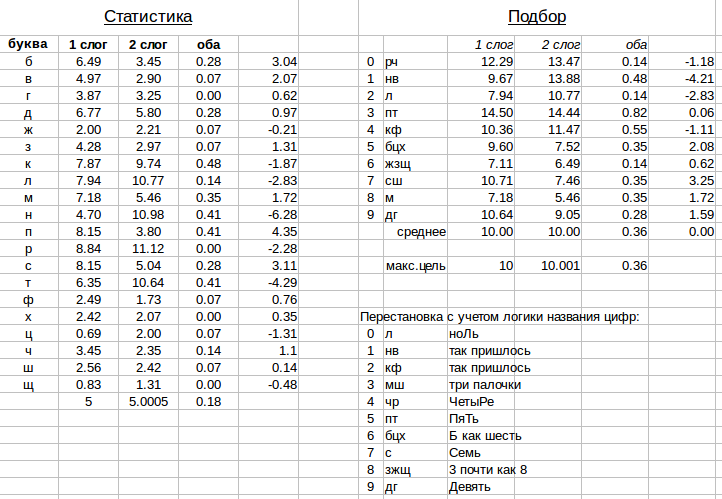 Статистика Подбор
буква 1 слог 2 слог оба 1 слог 2 слог оба
б 6.49 3.45 0.28 3.04 0 рч 12.29 13.47 0.14 -1.18
в 4.97 2.90 0.07 2.07 1 нв 9.67 13.88 0.48 -4.21
г 3.87 3.25 0.00 0.62 2 л 7.94 10.77 0.14 -2.83
д 6.77 5.80 0.28 0.97 3 пт 14.50 14.44 0.82 0.06
ж 2.00 2.21 0.07 -0.21 4 кф 10.36 11.47 0.55 -1.11
з 4.28 2.97 0.07 1.31 5 бцх 9.60 7.52 0.35 2.08
к 7.87 9.74 0.48 -1.87 6 жзщ 7.11 6.49 0.14 0.62
л 7.94 10.77 0.14 -2.83 7 сш 10.71 7.46 0.35 3.25
м 7.18 5.46 0.35 1.72 8 м 7.18 5.46 0.35 1.72
н 4.70 10.98 0.41 -6.28 9 дг 10.64 9.05 0.28 1.59
п 8.15 3.80 0.41 4.35 среднее 10.00 10.00 0.36 0.00
р 8.84 11.12 0.00 -2.28
с 8.15 5.04 0.28 3.11 макс.цель 10 10.001 0.36
т 6.35 10.64 0.41 -4.29
ф 2.49 1.73 0.07 0.76
х 2.42 2.07 0.00 0.35 Перестановка с учетом логики названия цифр:
ц 0.69 2.00 0.07 -1.31 0 л ноЛь
ч 3.45 2.35 0.14 1.1 1 нв так пришлось
ш 2.56 2.42 0.07 0.14 2 кф так пришлось
щ 0.83 1.31 0.00 -0.48 3 мш три палочки
5 5.0005 0.18 4 чр ЧетыРе
5 пт ПяТь
6 бцх Б как шесть
7 с Семь
8 зжщ З почти как 8
9 дг Девять